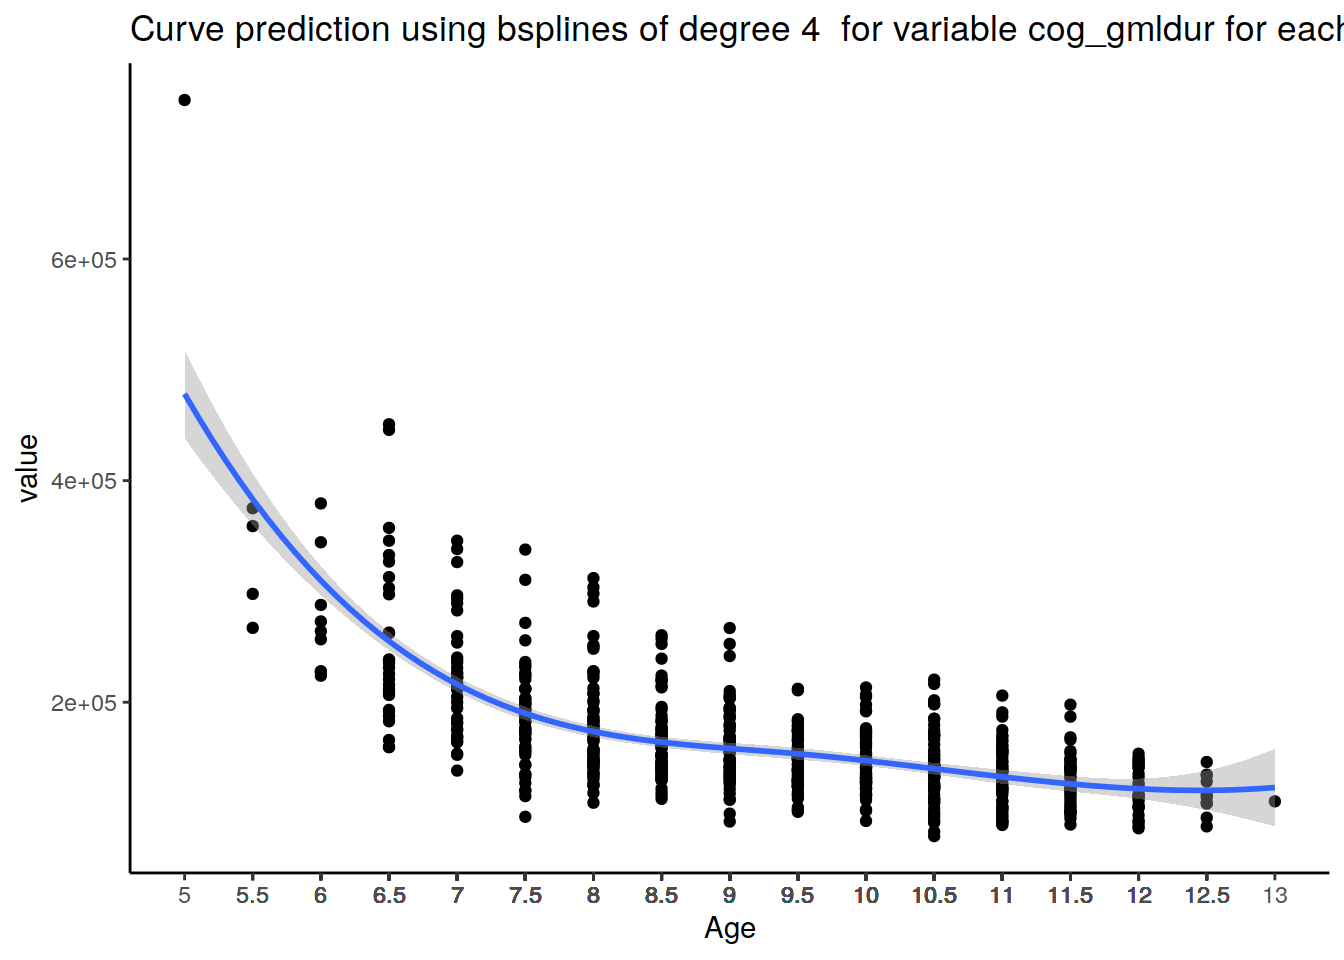 Curve prediction using bsplines of degree 4  for variable cog_gmldur for each
value
6e+05
4e+05
2e+05
5 5.5 6 6.5 7 7.5 8 8.5 9 9.5 10 10.5 11 11.5 12 12.5 13
Age